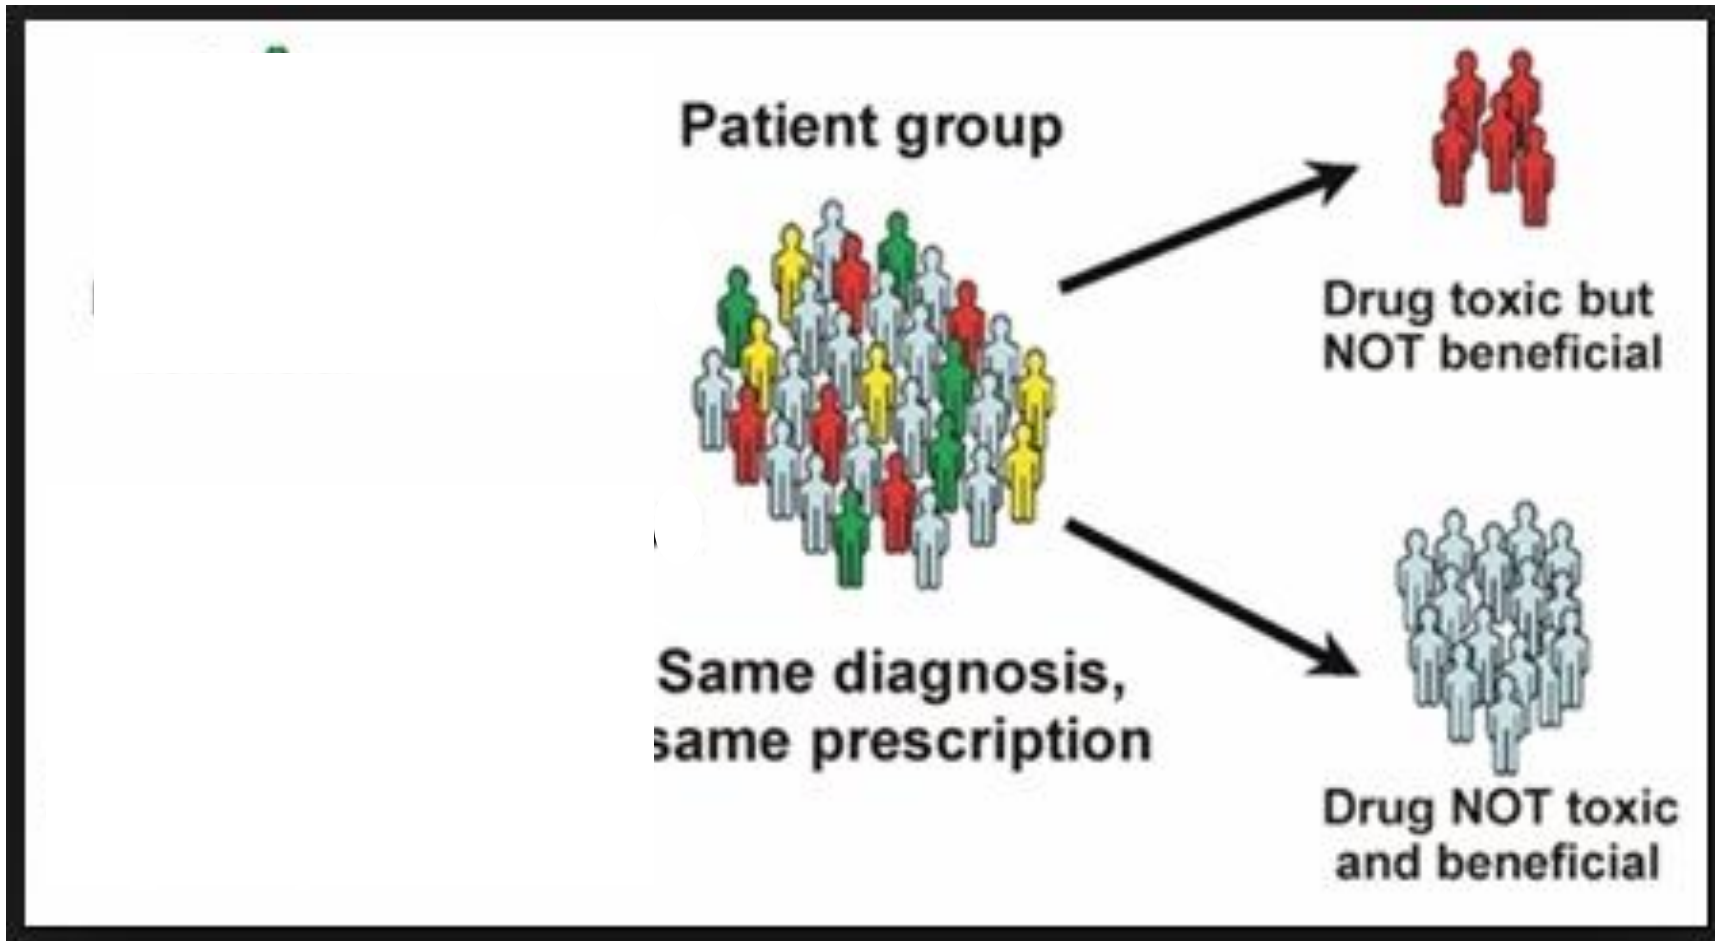 Patient group
Drug toxic but
NOT beneficial
Same diagnosis,
same prescription
Drug NOT toxic
and beneficial